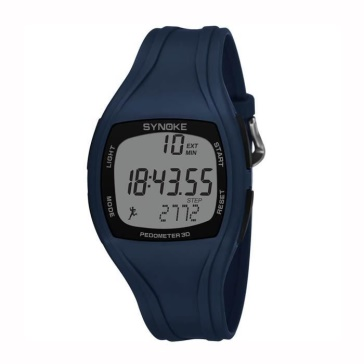 SYNOKE
LIGHT
START
10 EXT
MIN
18:43.55
STEP
2772
MODE
RESET
PEDOMETER 3D